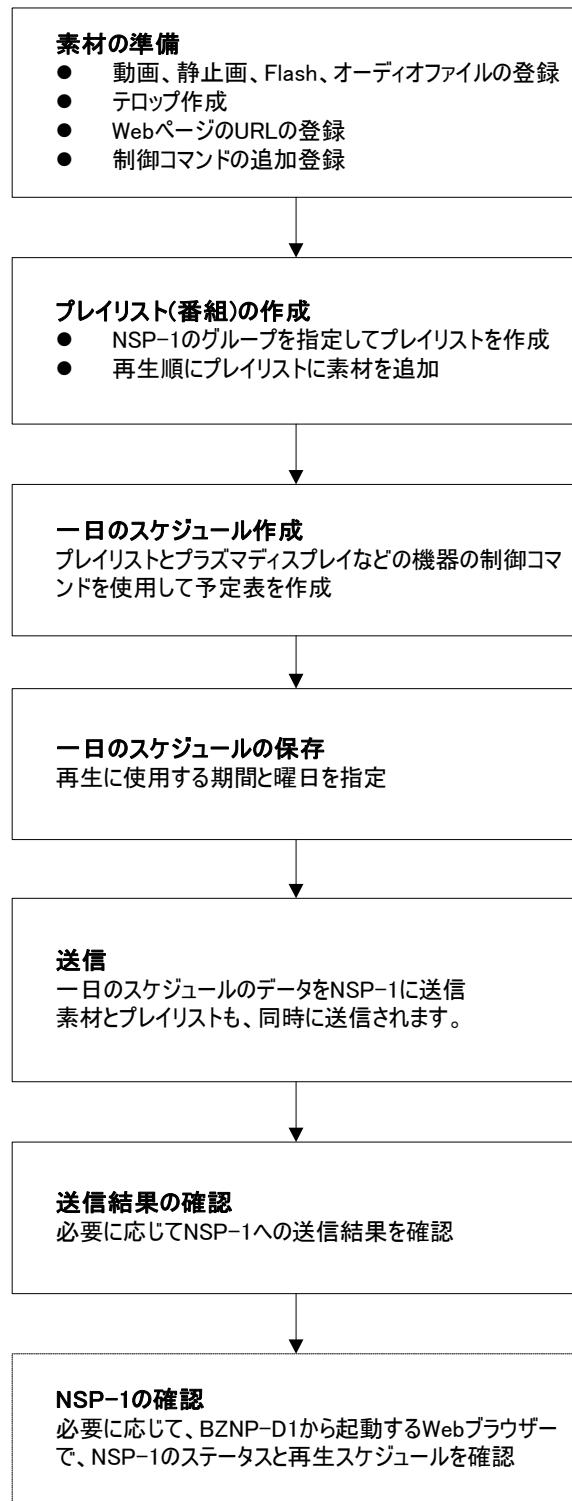 素材の準備
● 動画、静止画、Flash、オーディオファイルの登録
● テロップ作成
● WebページのURLの登録
● 制御コマンドの追加登録
プレイリスト(番組)の作成
● NSP-1のグループを指定してプレイリストを作成
● 再生順にプレイリストに素材を追加
一日のスケジュール作成
プレイリストとプラズマディスプレイなどの機器の制御コマ
ンドを使用して予定表を作成
一日のスケジュールの保存
再生に使用する期間と曜日を指定
送信
一日のスケジュールのデータをNSP-1に送信
素材とプレイリストも、同時に送信されます。
送信結果の確認
必要に応じてNSP-1への送信結果を確認
NSP-1の確認
必要に応じて、BZNP-D1から起動するWebブラウザー
で、NSP-1のステータスと再生スケジュールを確認